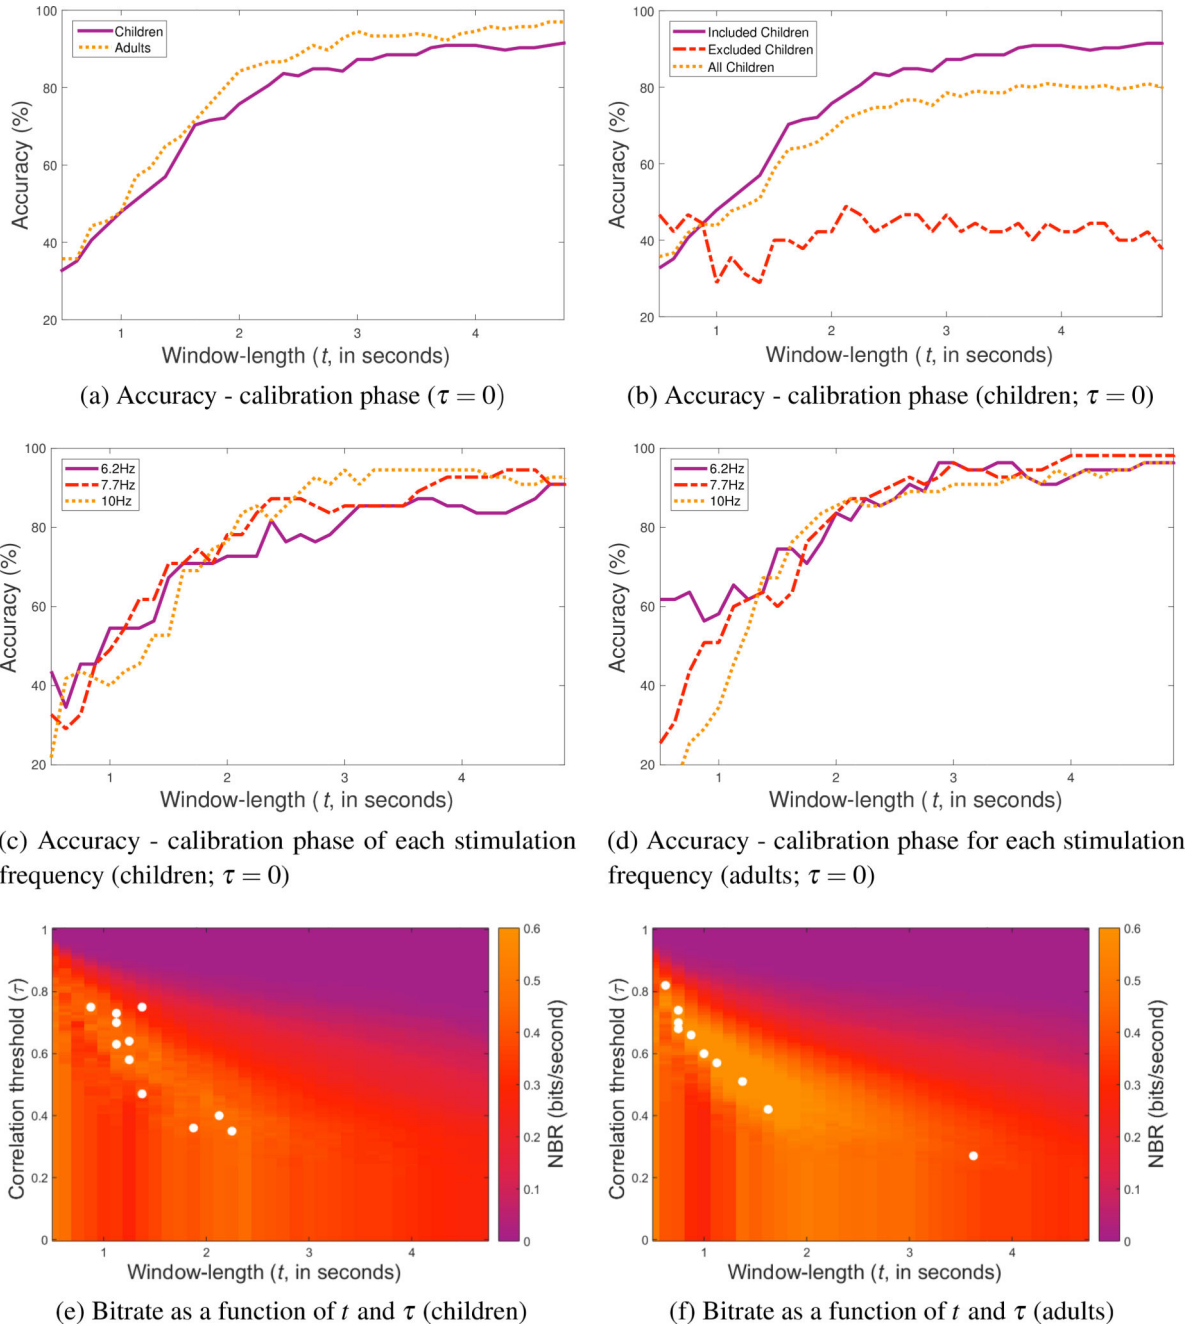 100
80
60
40
20
Accuracy (%)
Children
Adults
1
2
3
4
Window-length (t, in seconds)
(a) Accuracy - calibration phase (τ = 0)
100
80
60
40
20
Accuracy (%)
Included Children
Excluded Children
All Children
1
2
3
4
Window-length (t, in seconds)
(b) Accuracy - calibration phase (children; τ = 0)
100
80
60
40
20
Accuracy (%)
6.2Hz
7.7Hz
10Hz
1
2
3
4
Window-length (t, in seconds)
(c) Accuracy - calibration phase of each stimulation
frequency (children; τ = 0)
100
80
60
40
20
Accuracy (%)
6.2Hz
7.7Hz
10Hz
1
2
3
4
Window-length (t, in seconds)
(d) Accuracy - calibration phase for each stimulation
frequency (adults; τ = 0)
1
0.8
0.6
0.4
0.2
0
Correlation threshold (τ)
1
2
3
4
Window-length (t, in seconds)
0.6
0.5
0.4
0.3
0.2
0.1
0
NBR (bits/second)
(e) Bitrate as a function of t and τ (children)
1
0.8
0.6
0.4
0.2
0
Correlation threshold (τ)
1
2
3
4
Window-length (t, in seconds)
0.6
0.5
0.4
0.3
0.2
0.1
0
NBR (bits/second)
(f) Bitrate as a function of t and τ (adults)